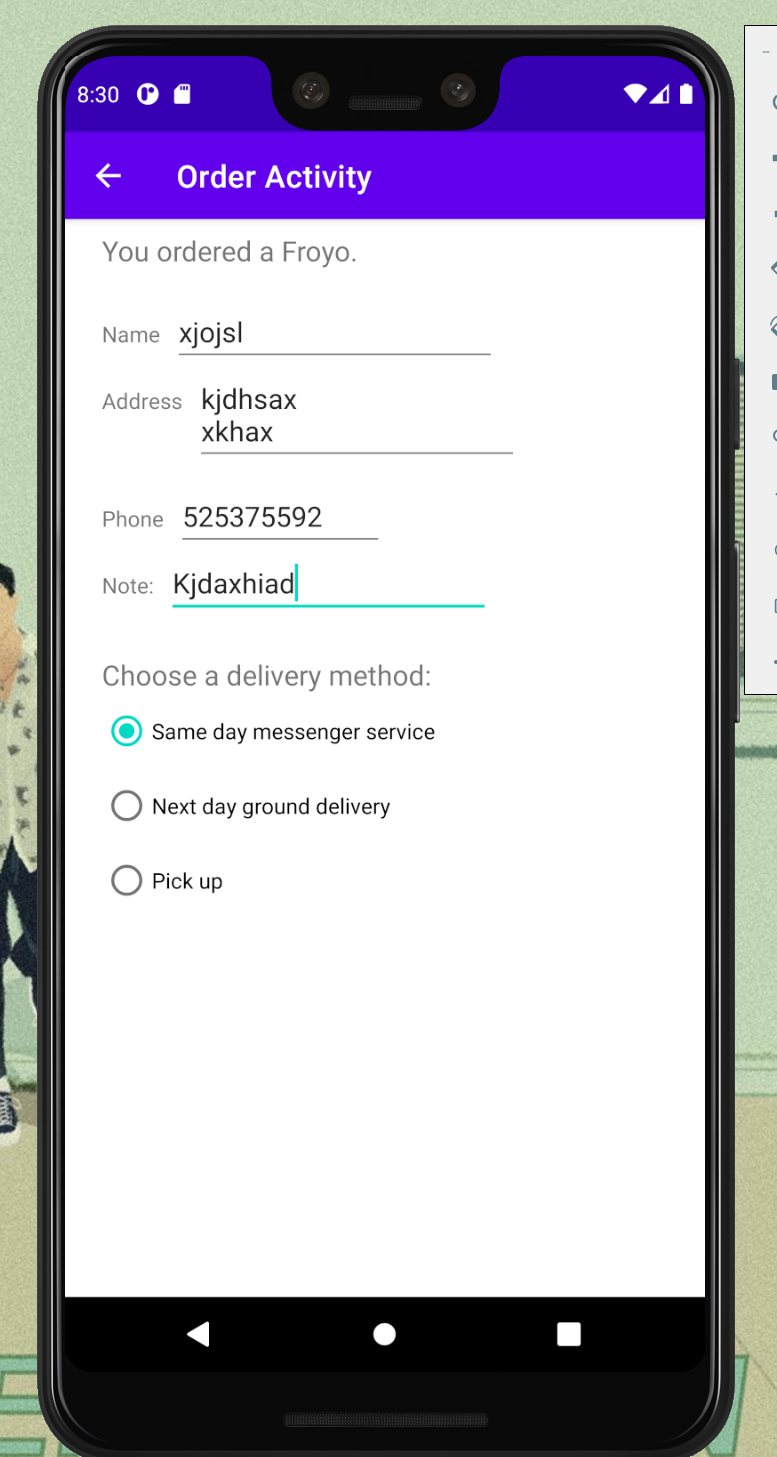 8:30
Order Activity
You ordered a Froyo.
Name xjojsl
Address kjdhsax
xkhax
Phone 525375592
Note: Kjdaxhiad
Choose a delivery method:
Same day messenger service
Next day ground delivery
Pick up